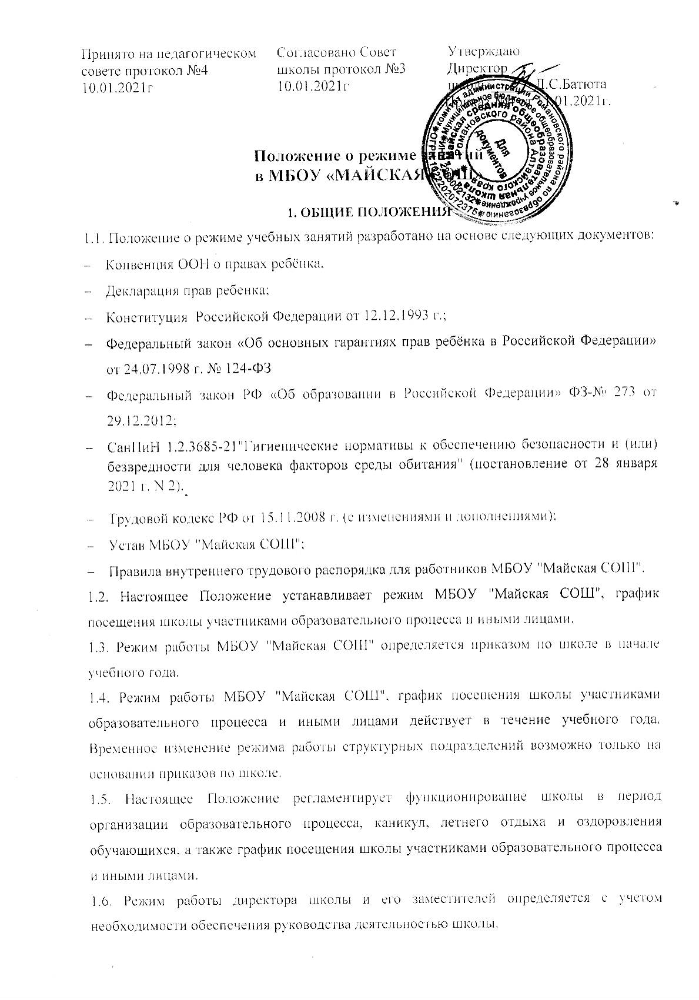 Принято на педагогическом
совете протокол №4
10.01.2021г
Согласовано Совет
школы протокол №3
10.01.2021г
Утверждаю
Директор
Л.С.Батюта
.01.2021г.
Положение о режиме занятий
в МБОУ «МАЙСКАЯ СОШ»
Для
документов
1. ОБЩИЕ ПОЛОЖЕНИЯ
1.1. Положение о режиме учебных занятий разработано на основе следующих документов:
– Конвенция ООН о правах ребёнка,
– Декларация прав ребенка;
– Конституция Российской Федерации от 12.12.1993 г.;
– Федеральный закон «Об основных гарантиях прав ребёнка в Российской Федерации»
от 24.07.1998 г. № 124-ФЗ
– Федеральный закон РФ «Об образовании в Российской Федерации» ФЗ-№ 273 от
29.12.2012;
– СанПиН 1.2.3685-21"Гигиенические нормативы к обеспечению безопасности и (или)
безвредности для человека факторов среды обитания" (постановление от 28 января
2021 г. N 2).
– Трудовой кодекс РФ от 15.11.2008 г. (с изменениями и дополнениями);
– Устав МБОУ "Майская СОШ";
– Правила внутреннего трудового распорядка для работников МБОУ "Майская СОШ".
1.2. Настоящее Положение устанавливает режим МБОУ "Майская СОШ", график
посещения школы участниками образовательного процесса и иными лицами.
1.3. Режим работы МБОУ "Майская СОШ" определяется приказом по школе в начале
учебного года.
1.4. Режим работы МБОУ "Майская СОШ", график посещения школы участниками
образовательного процесса и иными лицами действует в течение учебного года.
Временное изменение режима работы структурных подразделений возможно только на
основании приказов по школе.
1.5. Настоящее Положение регламентирует функционирование школы в период
организации образовательного процесса, каникул, летнего отдыха и оздоровления
обучающихся, а также график посещения школы участниками образовательного процесса
и иными лицами.
1.6. Режим работы директора школы и его заместителей определяется с учетом
необходимости обеспечения руководства деятельностью школы.